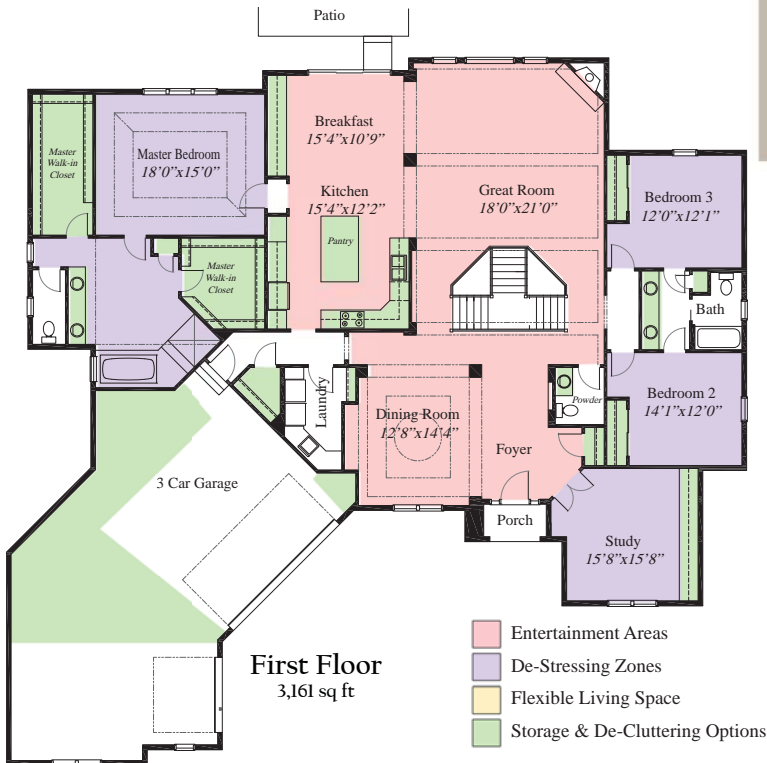 Patio
Breakfast
15'4"x10'9"
Master
Walk-in
Closet
Master Bedroom
18'0"x15'0"
Kitchen
15'4"x12'2"
Great Room
18'0"x21'0"
Bedroom 3
12'0"x12'1"
Pantry
Master
Walk-in
Closet
Bath
Laundry
Dining Room
12'8"x14'4"
Powder
Bedroom 2
14'1"x12'0"
Foyer
3 Car Garage
Porch
Study
15'8"x15'8"
First Floor
3,161 sq ft
Entertainment Areas
De-Stressing Zones
Flexible Living Space
Storage & De-Cluttering Options